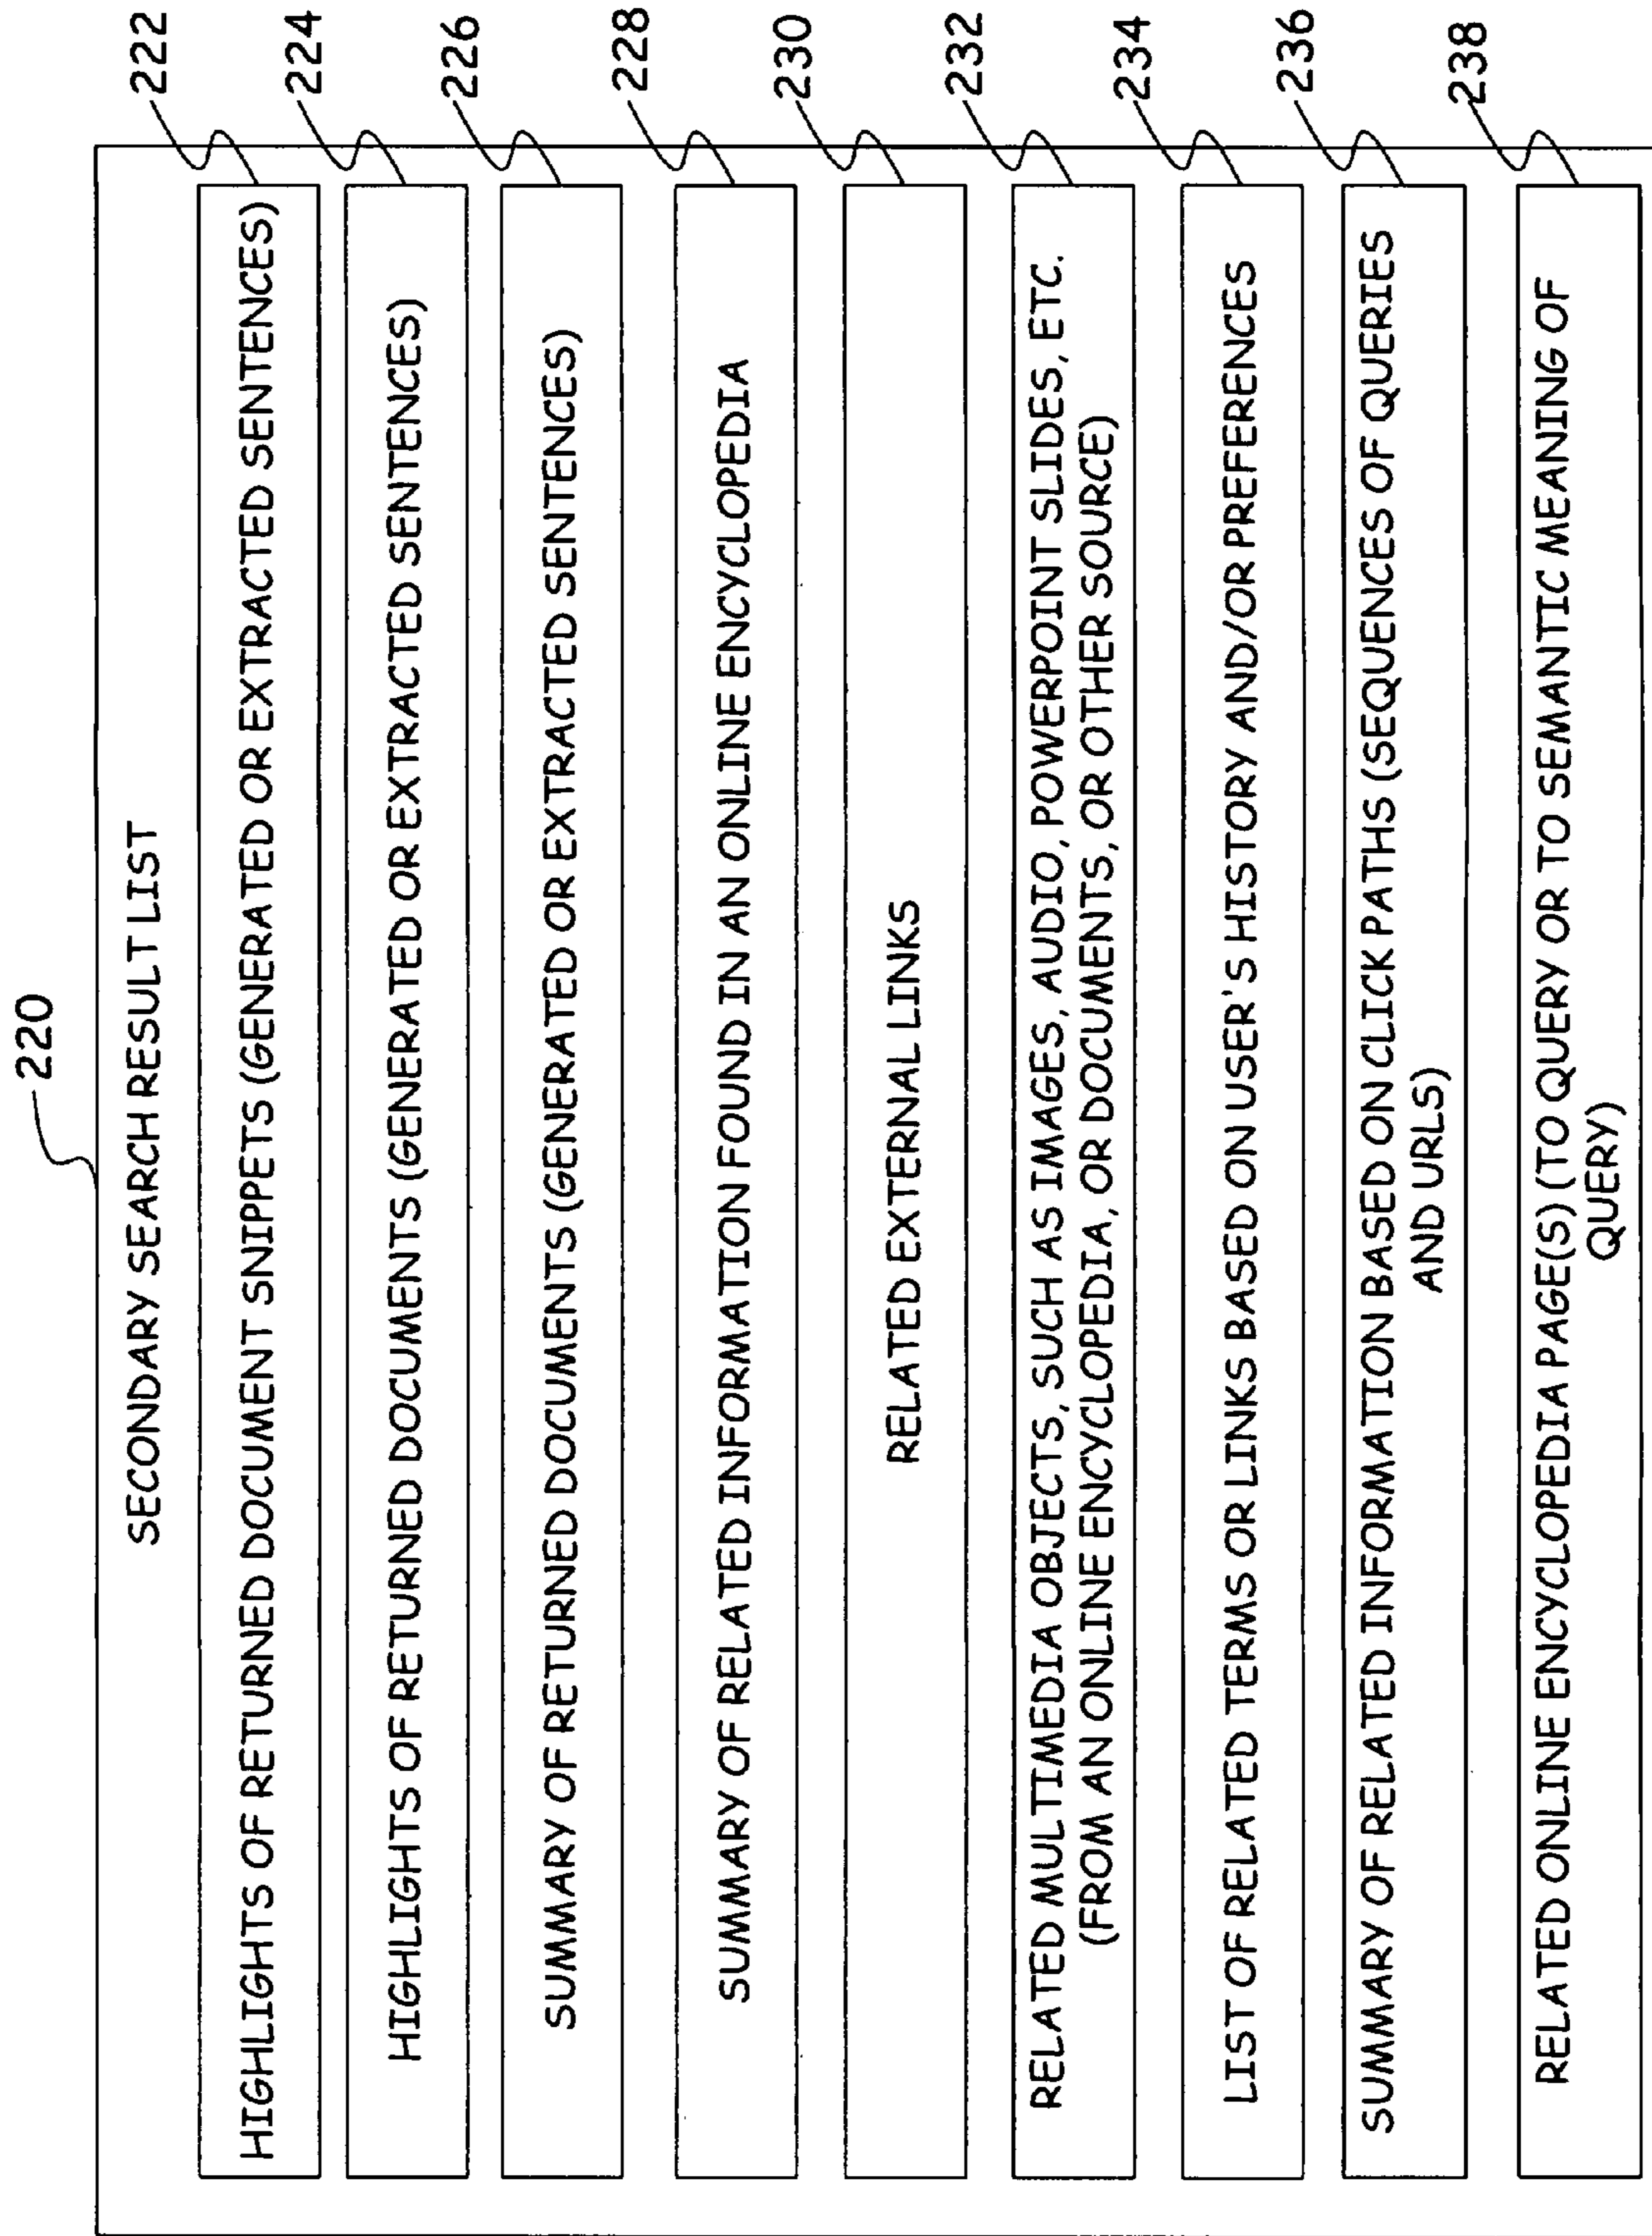 220
SECONDARY SEARCH RESULT LIST
HIGHLIGHTS OF RETURNED DOCUMENT SNIPPETS (GENERATED OR EXTRACTED SENTENCES)
222
HIGHLIGHTS OF RETURNED DOCUMENTS (GENERATED OR EXTRACTED SENTENCES)
224
SUMMARY OF RETURNED DOCUMENTS (GENERATED OR EXTRACTED SENTENCES)
226
SUMMARY OF RELATED INFORMATION FOUND IN AN ONLINE ENCYCLOPEDIA
228
RELATED EXTERNAL LINKS
230
RELATED MULTIMEDIA OBJECTS, SUCH AS IMAGES, AUDIO, POWERPOINT SLIDES, ETC.
(FROM AN ONLINE ENCYCLOPEDIA, OR DOCUMENTS, OR OTHER SOURCE)
232
LIST OF RELATED TERMS OR LINKS BASED ON USER'S HISTORY AND/OR PREFERENCES
234
SUMMARY OF RELATED INFORMATION BASED ON CLICK PATHS (SEQUENCES OF QUERIES
AND URLS)
236
RELATED ONLINE ENCYCLOPEDIA PAGE(S) (TO QUERY OR TO SEMANTIC MEANING OF
QUERY)
238